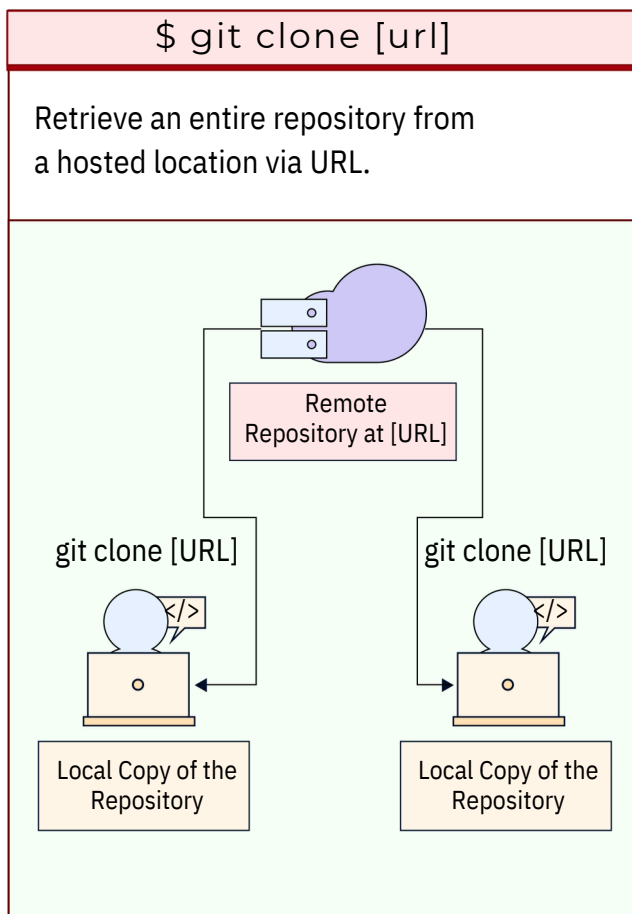 $ git clone [url]
Retrieve an entire repository from
a hosted location via URL.
Remote
Repository at [URL]
git clone [URL]
git clone [URL]
</>
</>
Local Copy of the
Repository
Local Copy of the
Repository